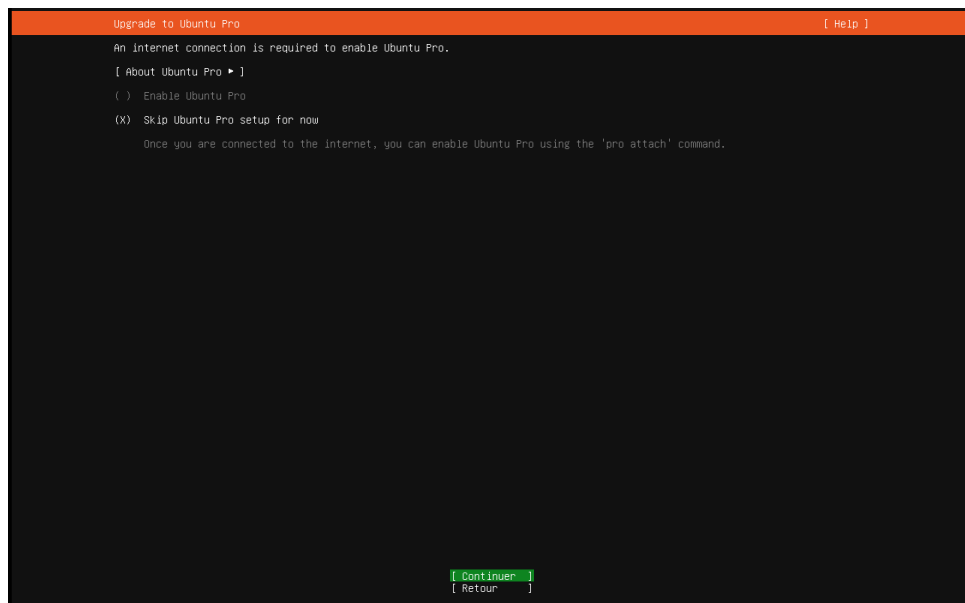 Upgrade to Ubuntu Pro [ Help ]
An internet connection is required to enable Ubuntu Pro.
[ About Ubuntu Pro ▸ ]
( ) Enable Ubuntu Pro
(X) Skip Ubuntu Pro setup for now
Once you are connected to the internet, you can enable Ubuntu Pro using the 'pro attach' command.
[ Continuer ]
[ Retour ]